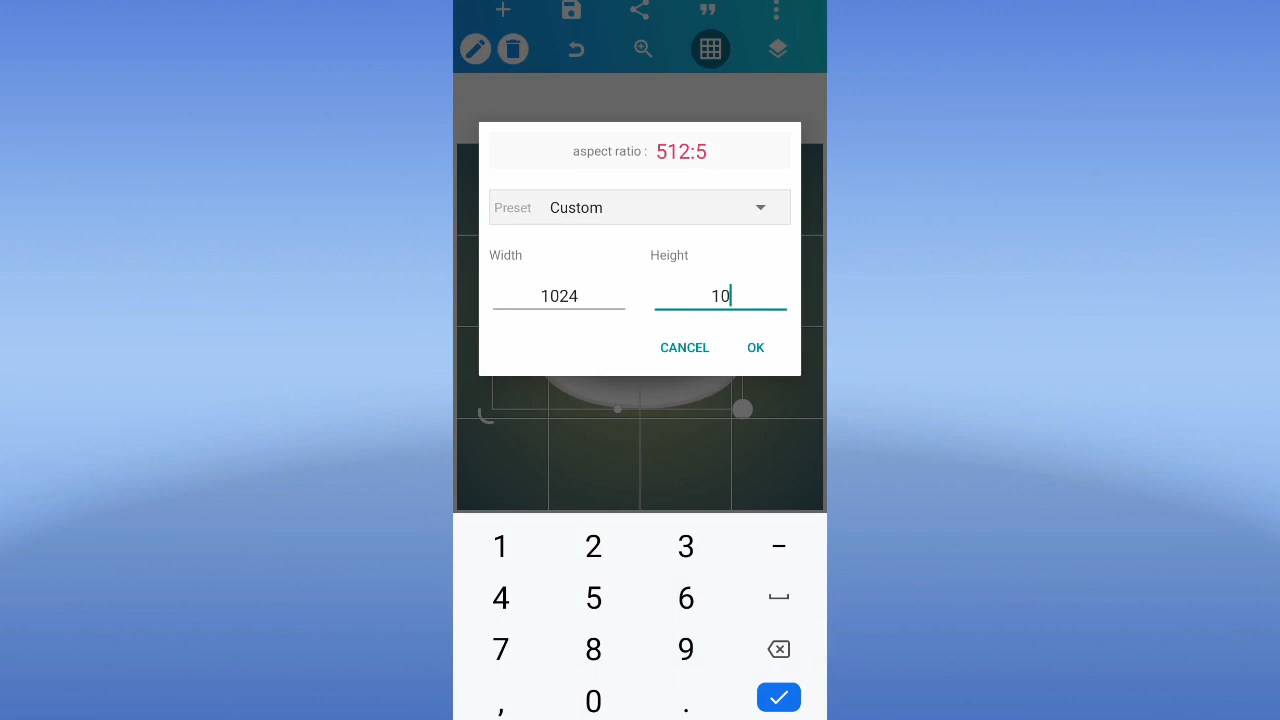 aspect ratio : 512:5
Preset Custom
Width Height
1024 10
CANCEL OK
1 2 3 -
4 5 6
7 8 9
, 0 .